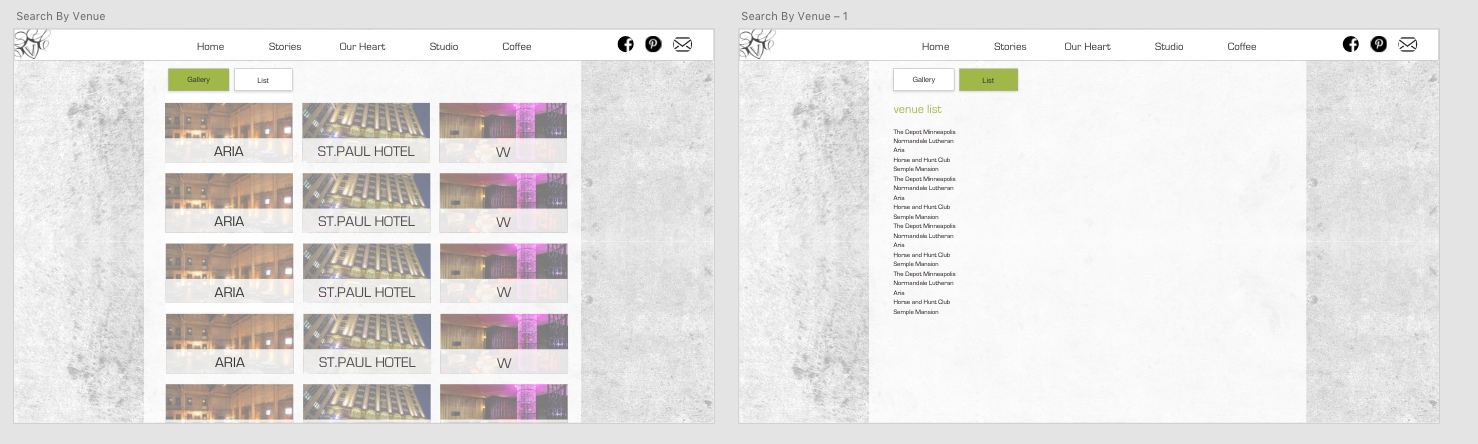 Search By Venue
Home Stories Our Heart Studio Coffee
Gallery List
ARIA ST.PAUL HOTEL W
ARIA ST.PAUL HOTEL W
ARIA ST.PAUL HOTEL W
ARIA ST.PAUL HOTEL W
Search By Venue – 1
Home Stories Our Heart Studio Coffee
Gallery List
venue list
The Depot Minneapolis
Normandale Lutheran
Aria
Horse and Hunt Club
Semple Mansion
The Depot Minneapolis
Normandale Lutheran
Aria
Horse and Hunt Club
Semple Mansion
The Depot Minneapolis
Normandale Lutheran
Aria
Horse and Hunt Club
Semple Mansion
The Depot Minneapolis
Normandale Lutheran
Aria
Horse and Hunt Club
Semple Mansion